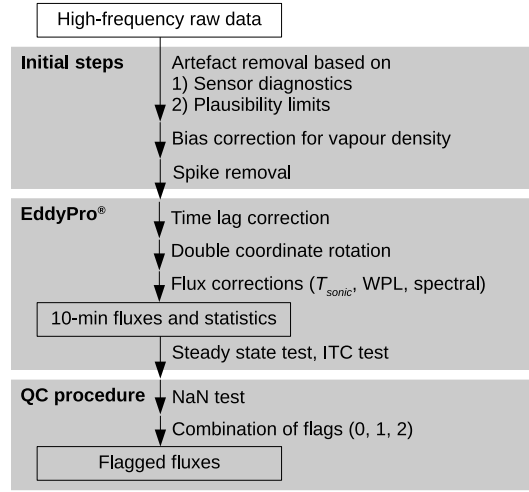 High-frequency raw data
Initial steps
Artefact removal based on
1) Sensor diagnostics
2) Plausibility limits
Bias correction for vapour density
Spike removal
EddyPro®
Time lag correction
Double coordinate rotation
Flux corrections (Tsonic, WPL, spectral)
10-min fluxes and statistics
Steady state test, ITC test
QC procedure
NaN test
Combination of flags (0, 1, 2)
Flagged fluxes